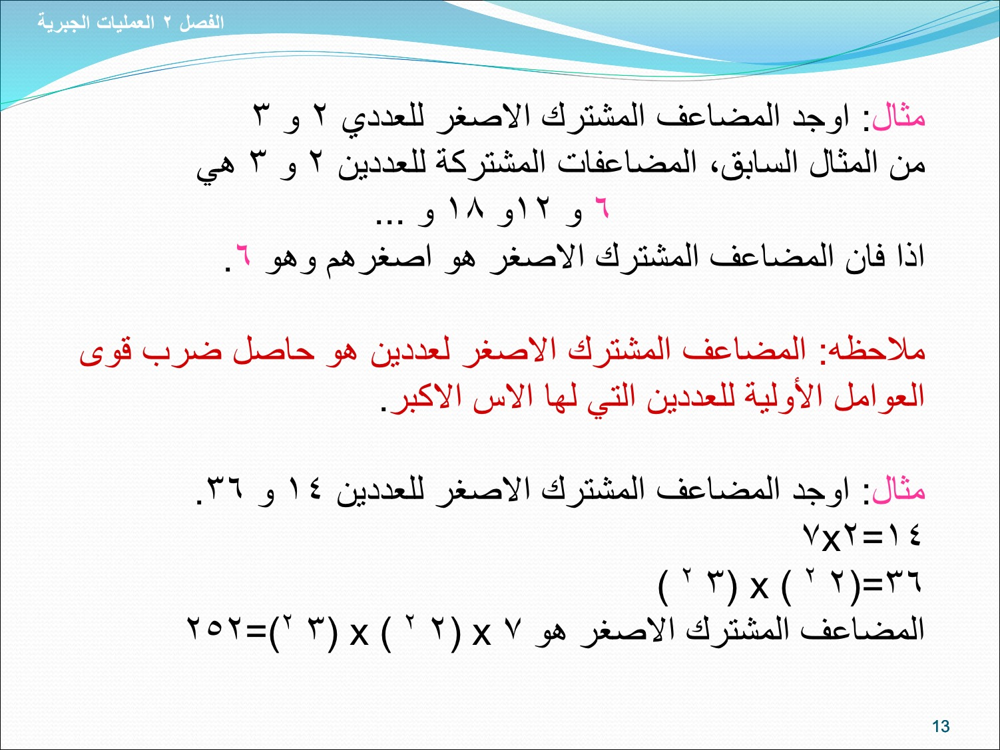 الفصل ٢ العمليات الجبرية
مثال: اوجد المضاعف المشترك الاصغر للعددي ٢ و ٣
من المثال السابق، المضاعفات المشتركة للعددين ٢ و ٣ هي
٦ و ١٢و ١٨ و ...
اذا فان المضاعف المشترك الاصغر هو اصغرهم وهو ٦.
ملاحظه: المضاعف المشترك الاصغر لعددين هو حاصل ضرب قوى
العوامل الأولية للعددين التي لها الاس الاكبر.
مثال: اوجد المضاعف المشترك الاصغر للعددين ١٤ و ٣٦.
١٤=٧x٢
٣٦=(٢ ٢ ) x (٣ ٢ )
المضاعف المشترك الاصغر هو ٧ x (٢ ٢ ) x (٣ ٢)=٢٥٢
13